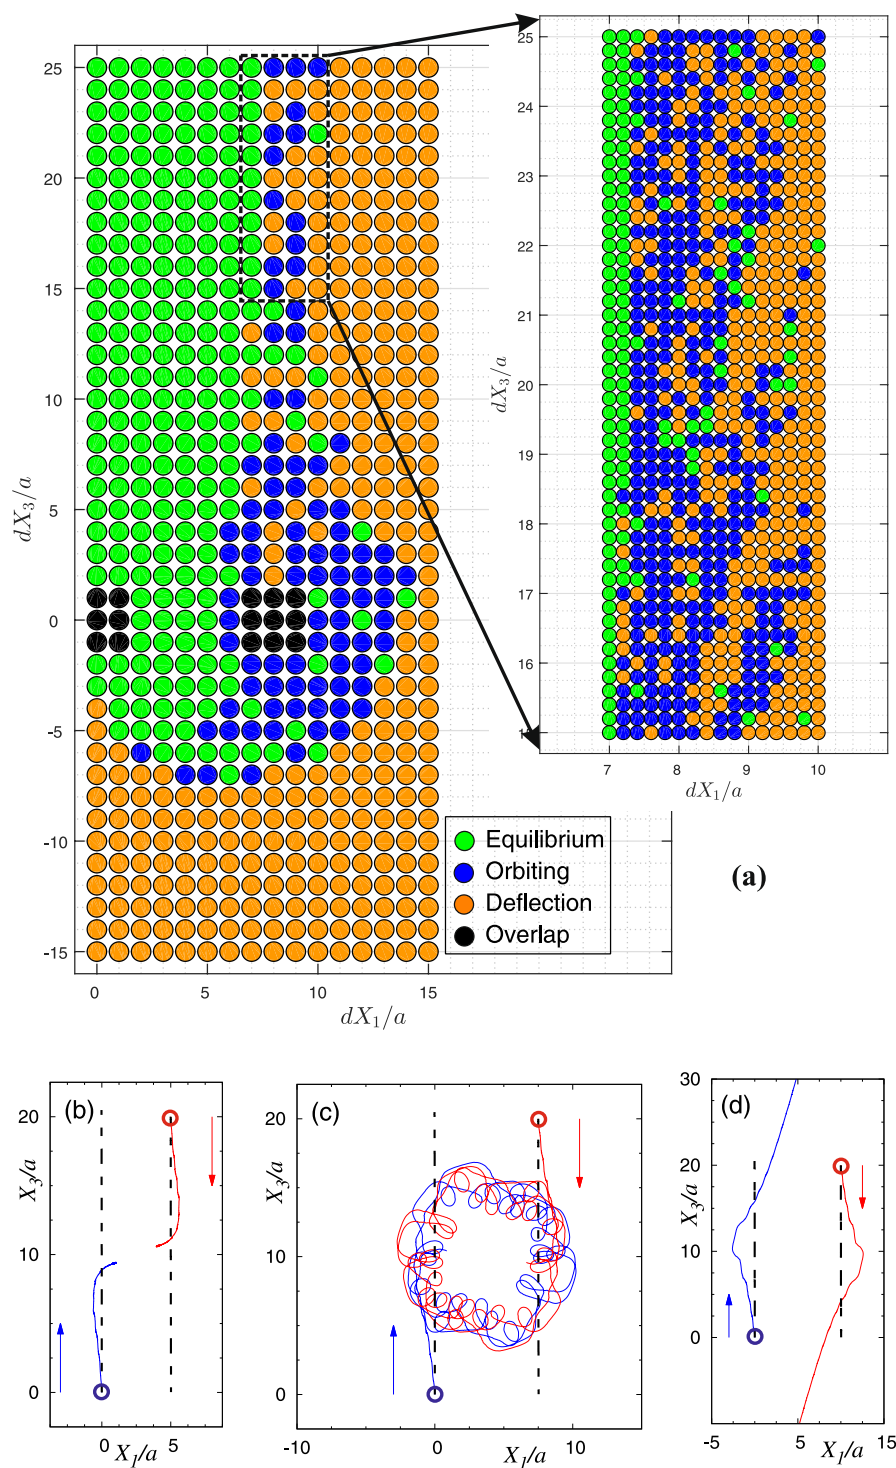 25
20
15
10
5
0
-5
-10
-15
dX₃/a
0 5 10 15
dX₁/a
25
24
23
22
21
20
19
18
17
16
dX₃/a
7 8 9 10
dX₁/a
Equilibrium
Orbiting
Deflection
Overlap
(a)
(b)
20
10
0
X₃/a
0 5
X₁/a
(c)
20
10
0
X₃/a
-10 0 10
X₁/a
(d)
30
20
10
0
X₃/a
-5 5 15
X₁/a